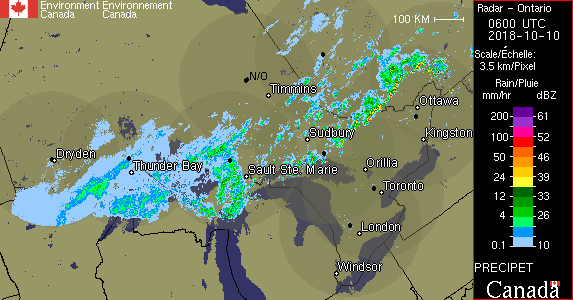 Environment Environnement
Canada Canada
100 KM
N/O
Timmins
Ottawa
Sudbury
Kingston
Dryden
Thunder Bay
Sault Ste. Marie
Orillia
Toronto
London
Windsor
Radar - Ontario
0600 UTC
2018-10-10
Scale/Échelle:
3.5 km/Pixel
Rain/Pluie
mm/hr dBZ
200 61
100 52
50 46
24 39
12 34
4 26
0.1 10
PRECIPET
Canada